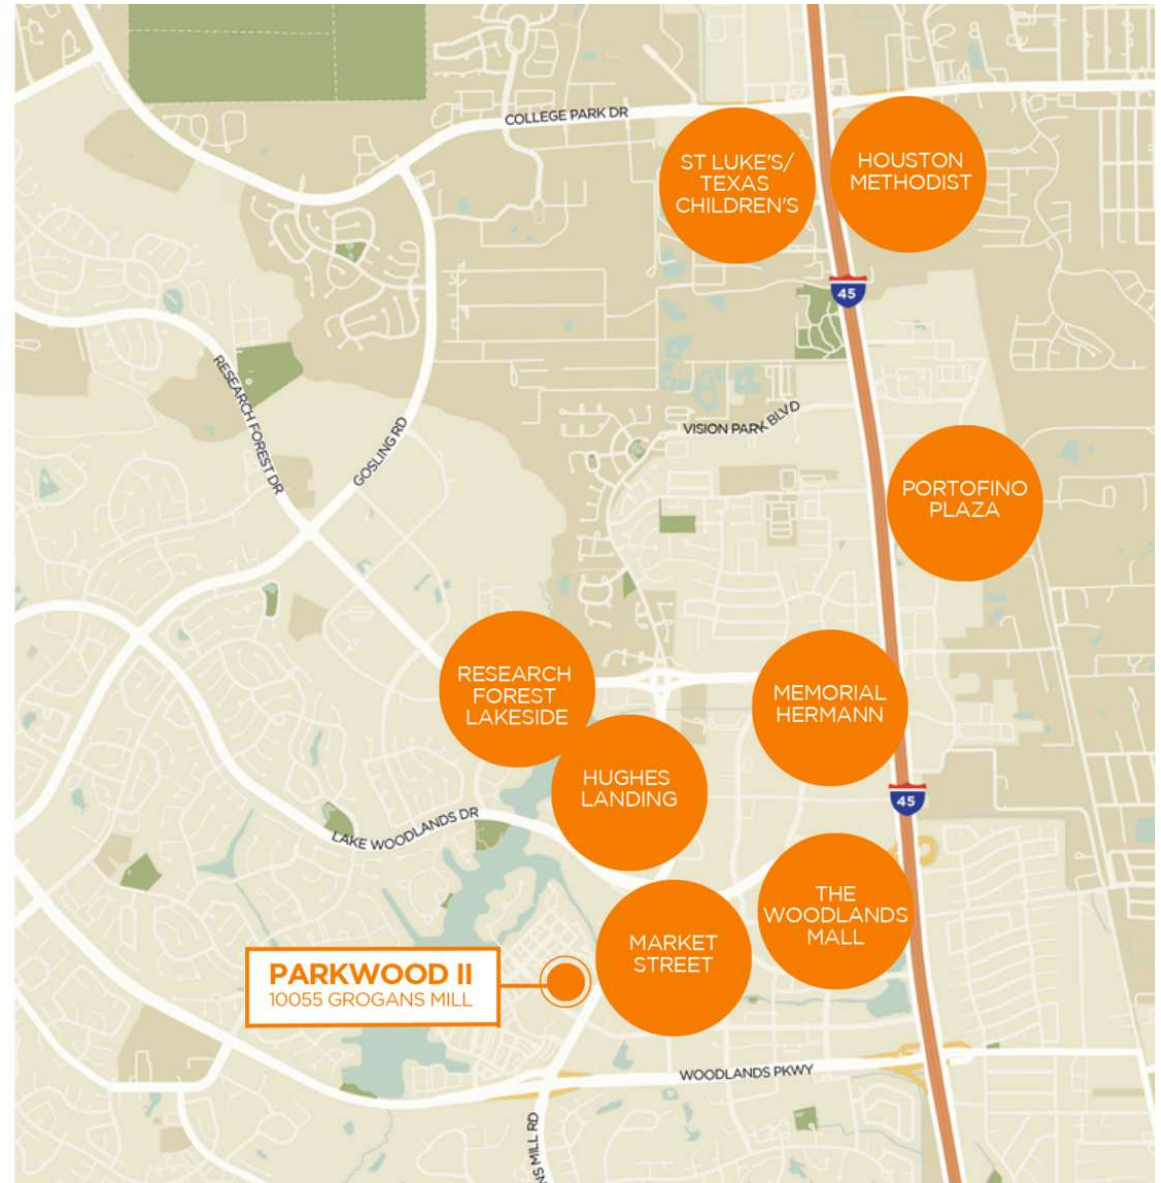 COLLEGE PARK DR
ST LUKE'S/
TEXAS
CHILDREN'S
HOUSTON
METHODIST
45
RESEARCH FOREST DR
GOSLING RD
VISION PARK BLVD
PORTOFINO
PLAZA
RESEARCH
FOREST
LAKESIDE
MEMORIAL
HERMANN
HUGHES
LANDING
45
LAKE WOODLANDS DR
THE
WOODLANDS
MALL
MARKET
STREET
PARKWOOD II
10055 GROGANS MILL
WOODLANDS PKWY
NS MILL RD